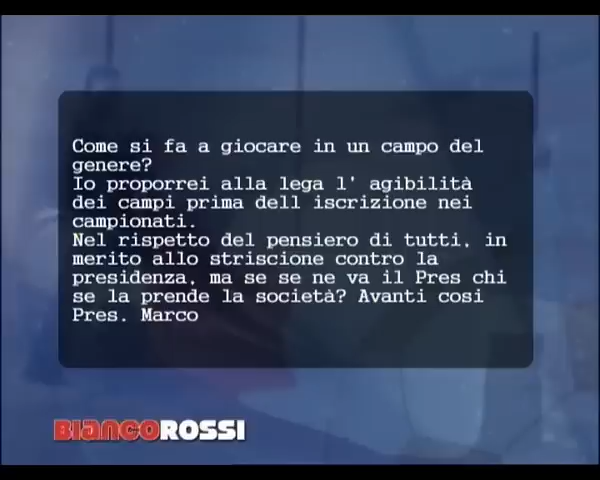 Come si fa a giocare in un campo del
genere?
Io proporrei alla lega l' agibilità
dei campi prima dell iscrizione nei
campionati.
Nel rispetto del pensiero di tutti, in
merito allo striscione contro la
presidenza, ma se se ne va il Pres chi
se la prende la società? Avanti cosi
Pres. Marco
BIANCOROSSI